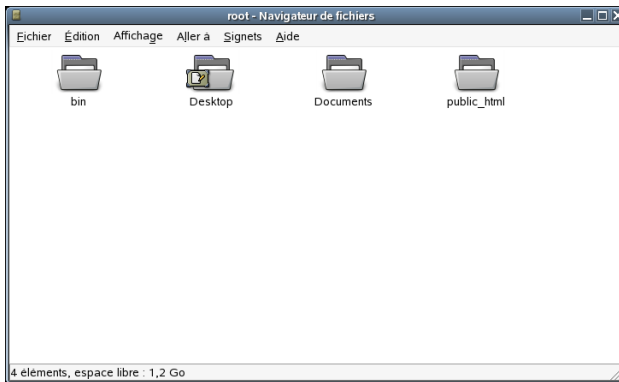 root - Navigateur de fichiers
Fichier Édition Affichage Aller à Signets Aide
bin Desktop Documents public_html
4 éléments, espace libre : 1,2 Go